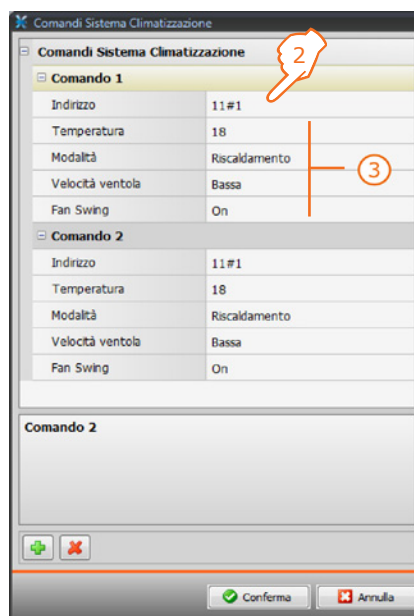 Comandi Sistema Climatizzazione
Comandi Sistema Climatizzazione
2
Comando 1
Indirizzo 11#1
Temperatura 18
Modalità Riscaldamento
3
Velocità ventola Bassa
Fan Swing On
Comando 2
Indirizzo 11#1
Temperatura 18
Modalità Riscaldamento
Velocità ventola Bassa
Fan Swing On
Comando 2
Conferma Annulla